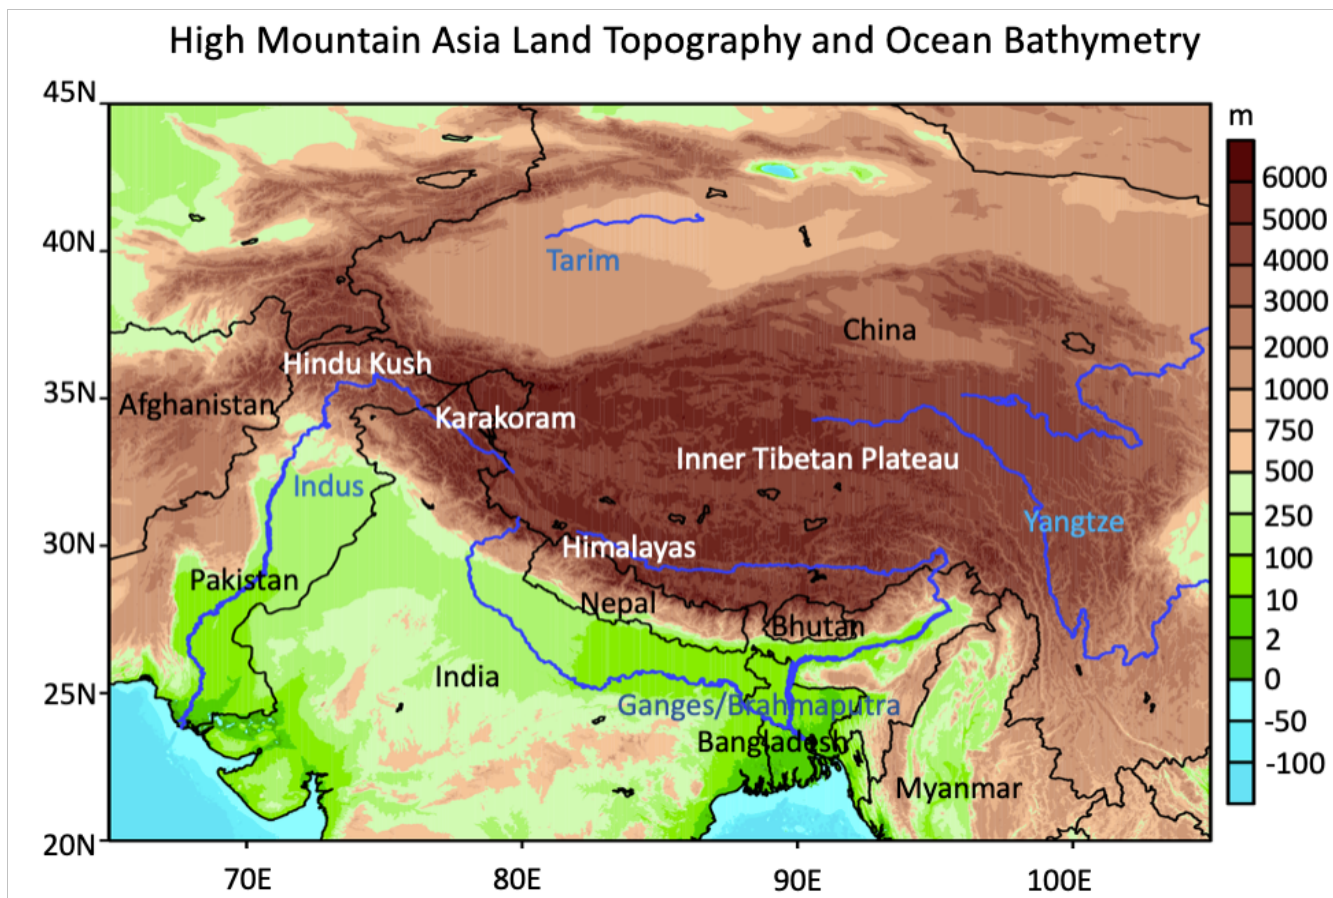 High Mountain Asia Land Topography and Ocean Bathymetry
45N
40N
35N
30N
25N
20N
70E
80E
90E
100E
m
6000
5000
4000
3000
2000
1000
750
500
250
100
10
2
0
-50
-100
Tarim
China
Hindu Kush
Afghanistan
Karakoram
Inner Tibetan Plateau
Indus
Yangtze
Himalayas
Pakistan
Nepal
Bhutan
India
Ganges/Brahmaputra
Bangladesh
Myanmar